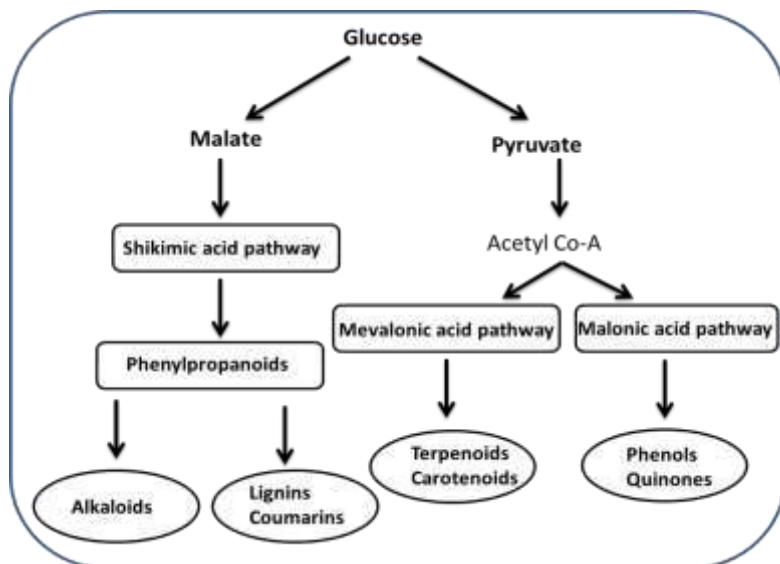 Glucose
Malate
Pyruvate
Shikimic acid pathway
Acetyl Co-A
Mevalonic acid pathway
Malonic acid pathway
Phenylpropanoids
Alkaloids
Lignins
Coumarins
Terpenoids
Carotenoids
Phenols
Quinones